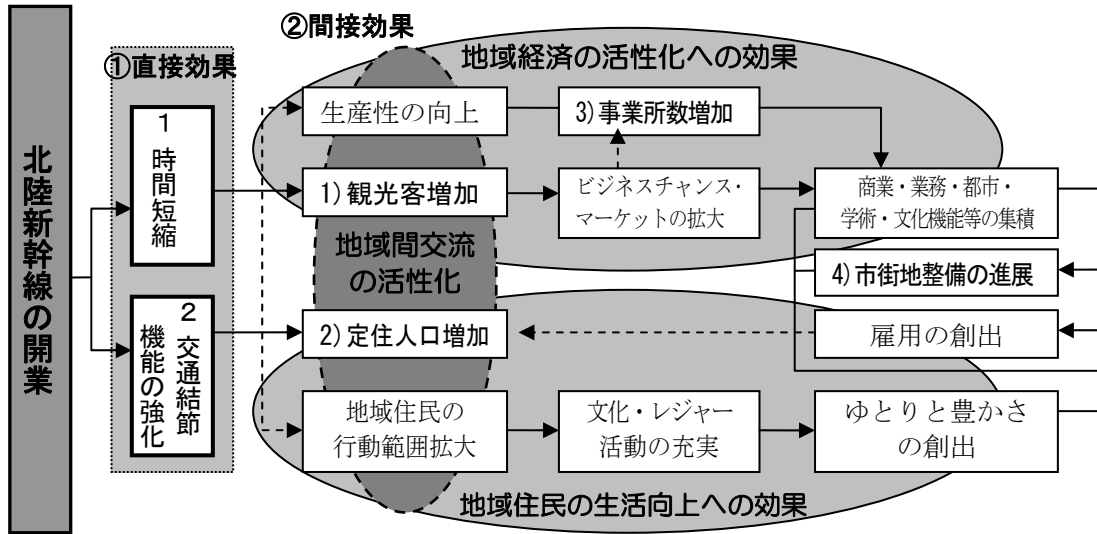 北陸新幹線の開業
①直接効果
1
時間短縮
2
交通結節
機能の強化
②間接効果
地域経済の活性化への効果
生産性の向上
3)事業所数増加
1)観光客増加
ビジネスチャンス・
マーケットの拡大
商業・業務・都市・
学術・文化機能等の集積
地域間交流
の活性化
4)市街地整備の進展
2)定住人口増加
雇用の創出
地域住民の
行動範囲拡大
文化・レジャー
活動の充実
ゆとりと豊かさ
の創出
地域住民の生活向上への効果